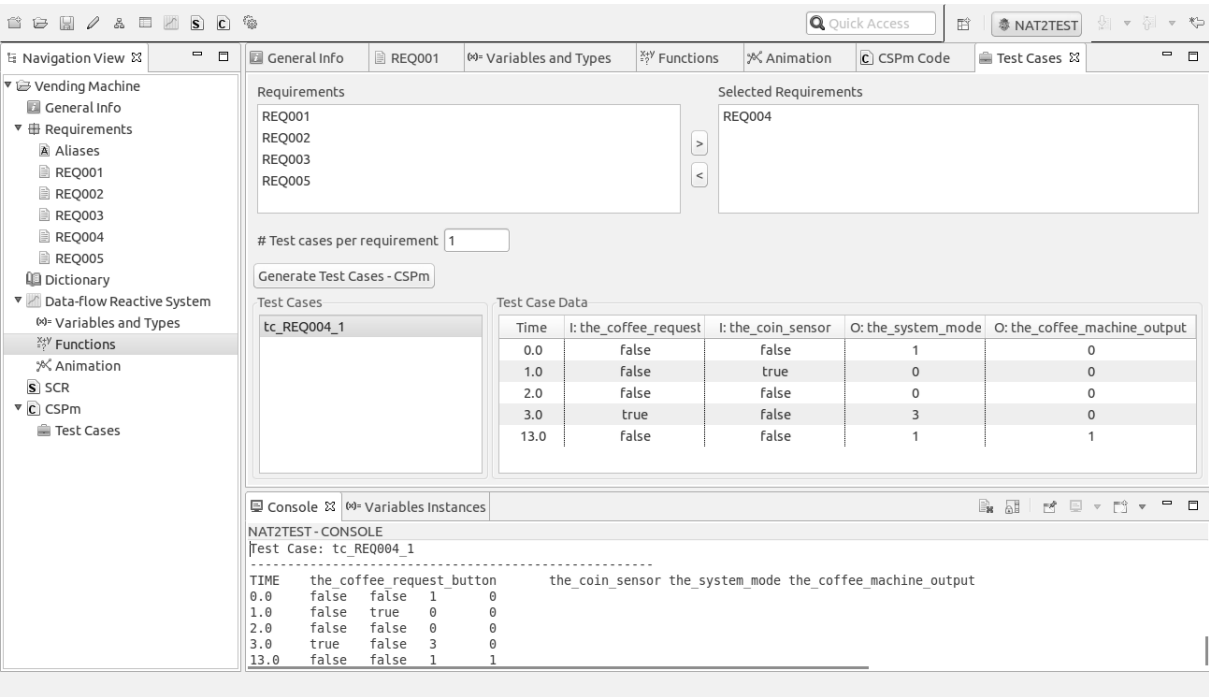 Quick Access
NAT2TEST
Navigation View
Vending Machine
General Info
Requirements
Aliases
REQ001
REQ002
REQ003
REQ004
REQ005
Dictionary
Data-flow Reactive System
Variables and Types
Functions
Animation
SCR
CSPm
Test Cases
General Info REQ001 Variables and Types Functions Animation CSPm Code Test Cases
Requirements
REQ001
REQ002
REQ003
REQ005
>
<
Selected Requirements
REQ004
# Test cases per requirement 1
Generate Test Cases - CSPm
Test Cases
tc_REQ004_1
Test Case Data
Time I: the_coffee_request I: the_coin_sensor O: the_system_mode O: the_coffee_machine_output
0.0 false false 1 0
1.0 false true 0 0
2.0 false false 0 0
3.0 true false 3 0
13.0 false false 1 1
Console Variables Instances
NAT2TEST - CONSOLE
Test Case: tc_REQ004_1
------------------------------------------------------
TIME the_coffee_request_button the_coin_sensor the_system_mode the_coffee_machine_output
0.0 false false 1 0
1.0 false true 0 0
2.0 false false 0 0
3.0 true false 3 0
13.0 false false 1 1